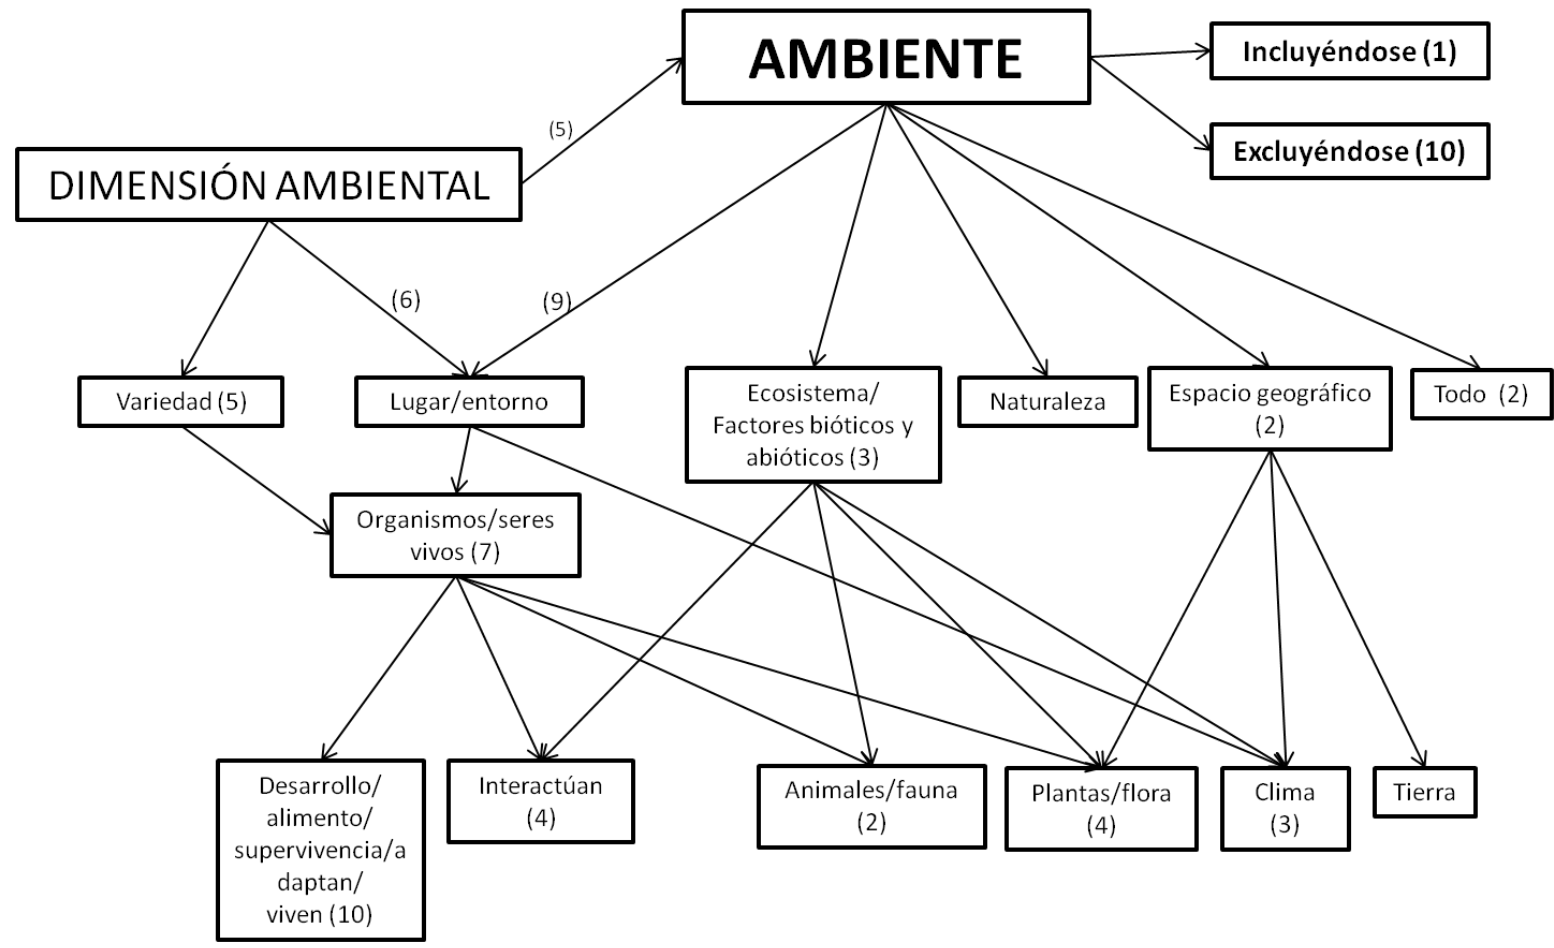 AMBIENTE
Incluyéndose (1)
Excluyéndose (10)
(5)
DIMENSIÓN AMBIENTAL
(6)
(9)
Variedad (5)
Lugar/entorno
Ecosistema/
Factores bióticos y
abióticos (3)
Naturaleza
Espacio geográfico
(2)
Todo (2)
Organismos/seres
vivos (7)
Desarrollo/
alimento/
supervivencia/a
daptan/
viven (10)
Interactúan
(4)
Animales/fauna
(2)
Plantas/flora
(4)
Clima
(3)
Tierra